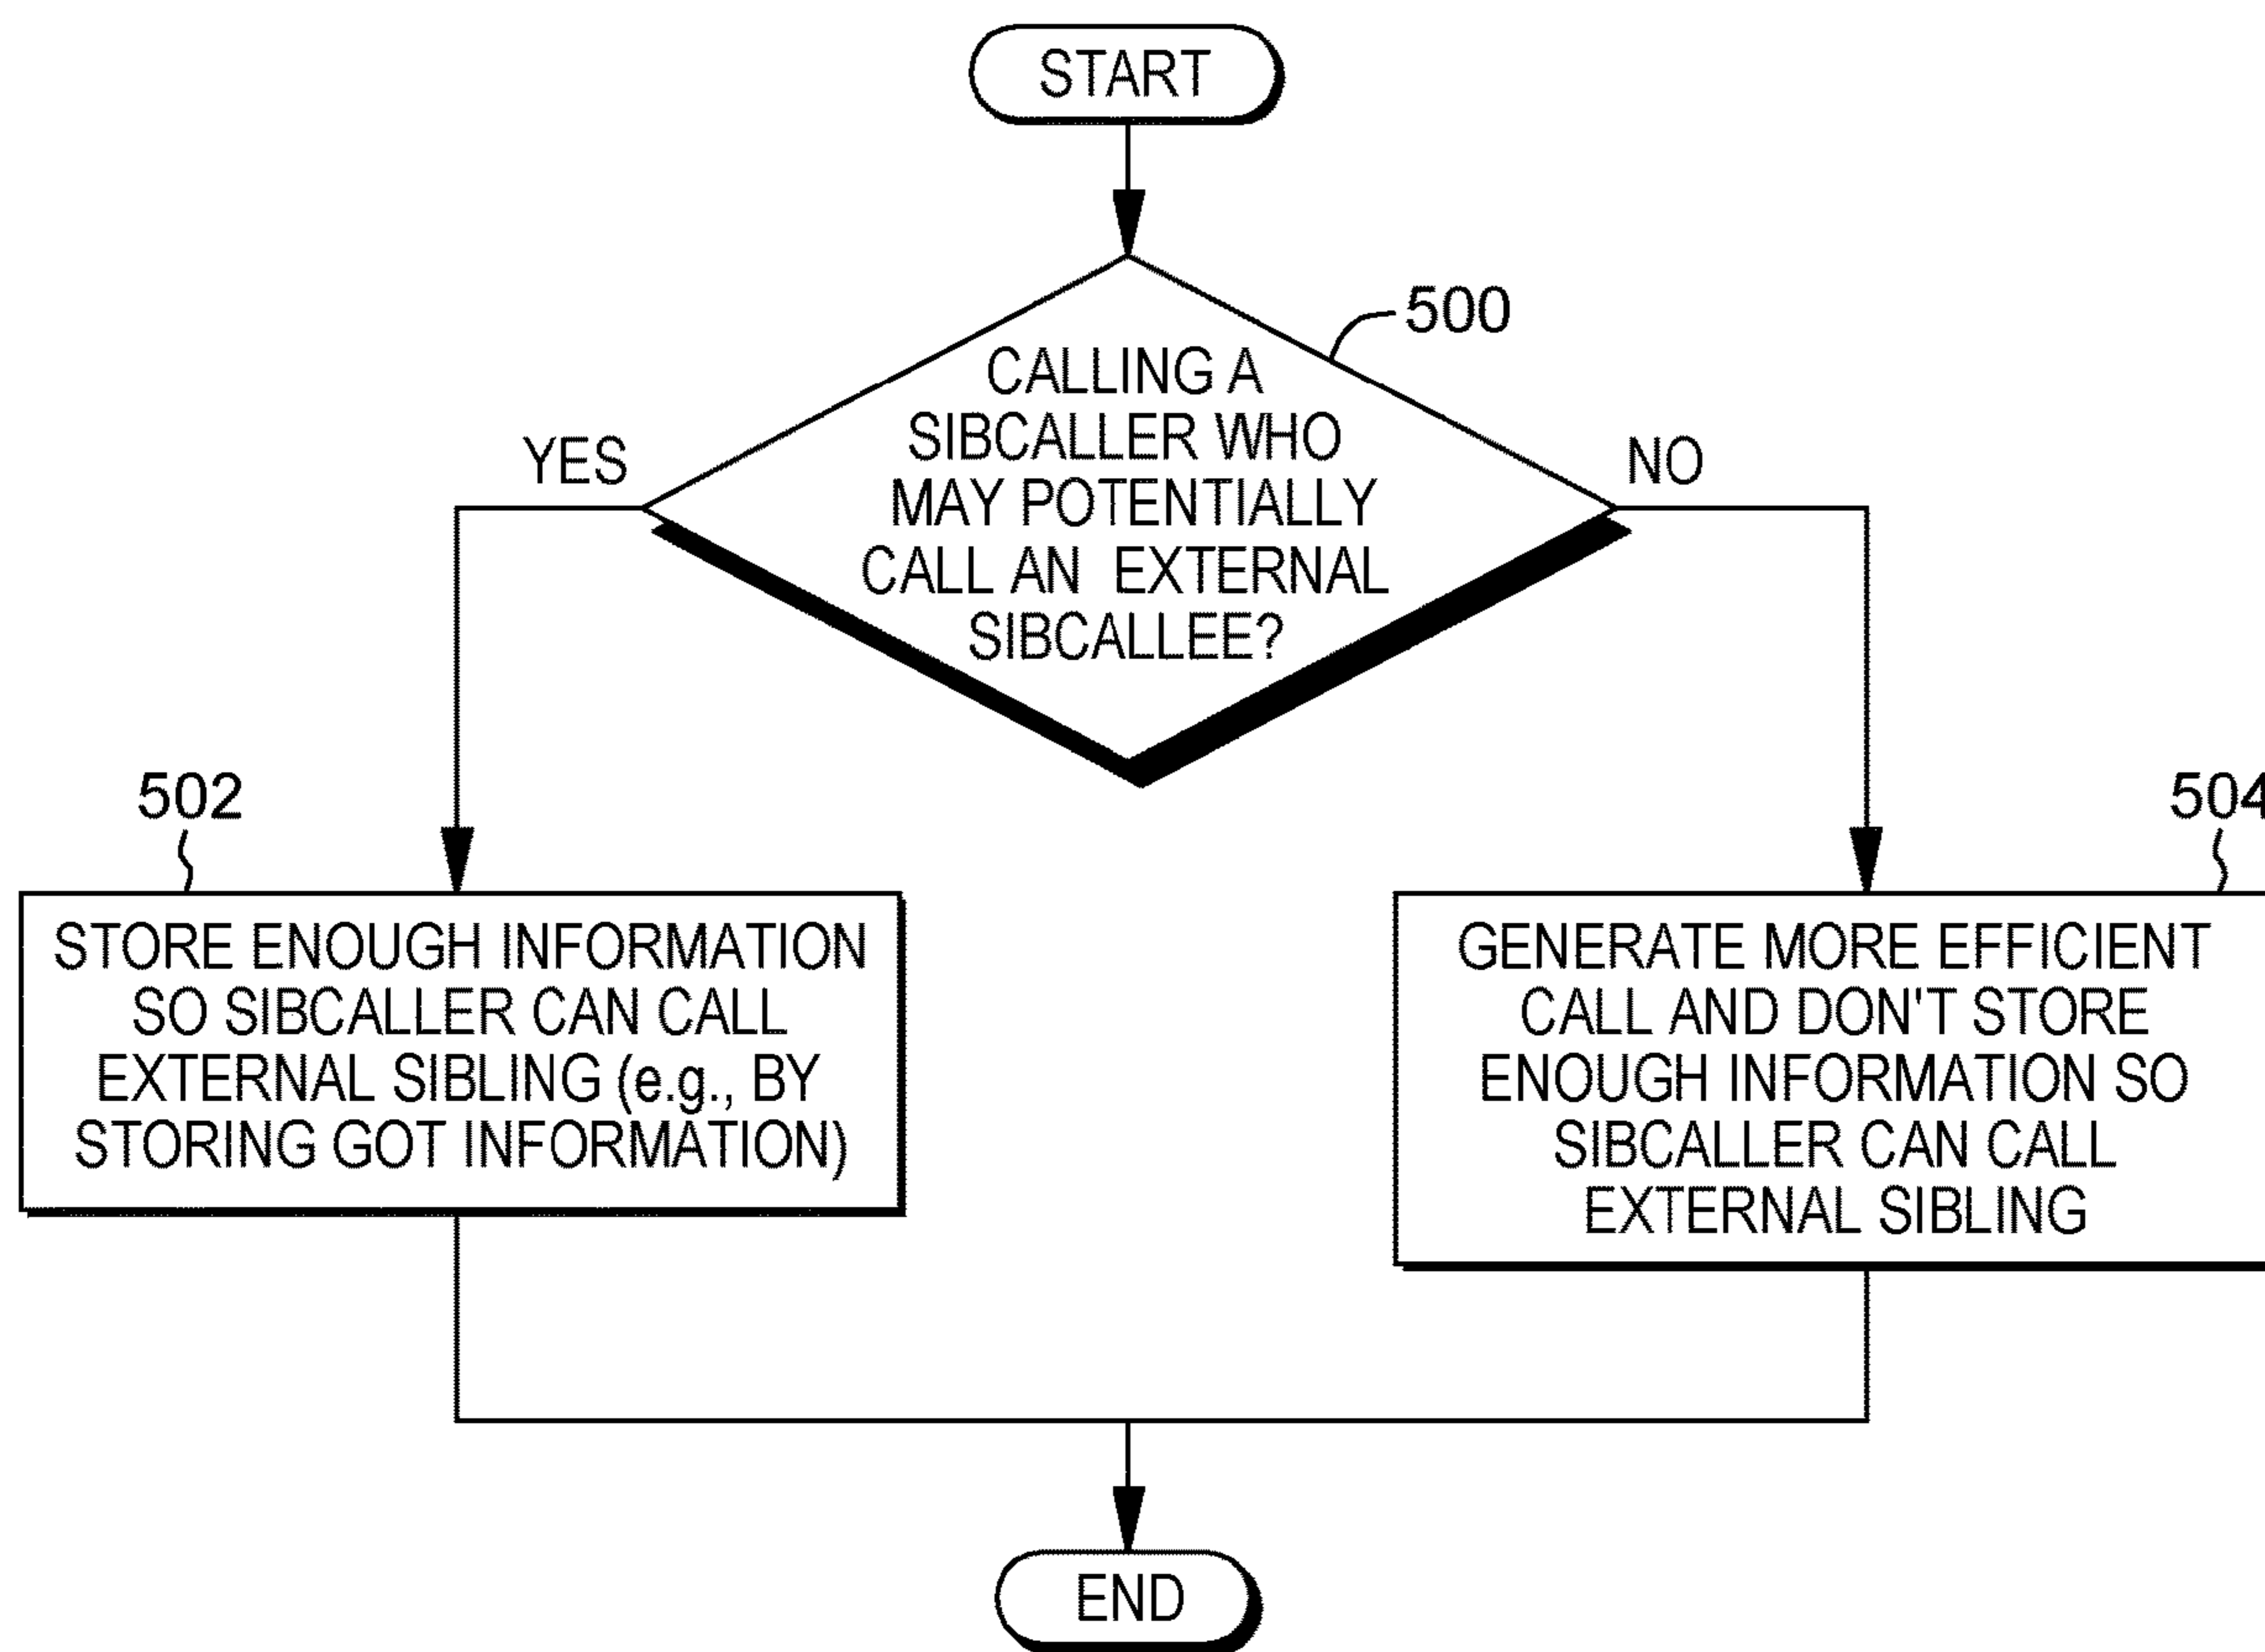 START
500
CALLING A
SIBCALLER WHO
MAY POTENTIALLY
CALL AN EXTERNAL
SIBCALLEE?
YES
NO
502
STORE ENOUGH INFORMATION
SO SIBCALLER CAN CALL
EXTERNAL SIBLING (e.g., BY
STORING GOT INFORMATION)
504
GENERATE MORE EFFICIENT
CALL AND DON'T STORE
ENOUGH INFORMATION SO
SIBCALLER CAN CALL
EXTERNAL SIBLING
END